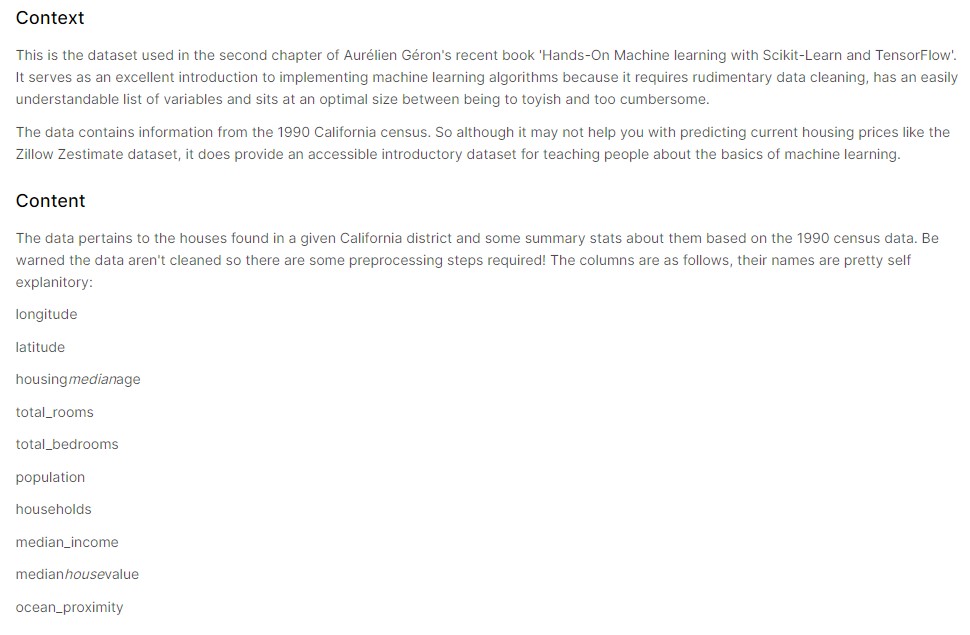 Context
This is the dataset used in the second chapter of Aurélien Géron's recent book 'Hands-On Machine learning with Scikit-Learn and TensorFlow'.
It serves as an excellent introduction to implementing machine learning algorithms because it requires rudimentary data cleaning, has an easily
understandable list of variables and sits at an optimal size between being to toyish and too cumbersome.
The data contains information from the 1990 California census. So although it may not help you with predicting current housing prices like the
Zillow Zestimate dataset, it does provide an accessible introductory dataset for teaching people about the basics of machine learning.
Content
The data pertains to the houses found in a given California district and some summary stats about them based on the 1990 census data. Be
warned the data aren't cleaned so there are some preprocessing steps required! The columns are as follows, their names are pretty self
explanitory:
longitude
latitude
housingmedianage
total_rooms
total_bedrooms
population
households
median_income
medianhousevalue
ocean_proximity